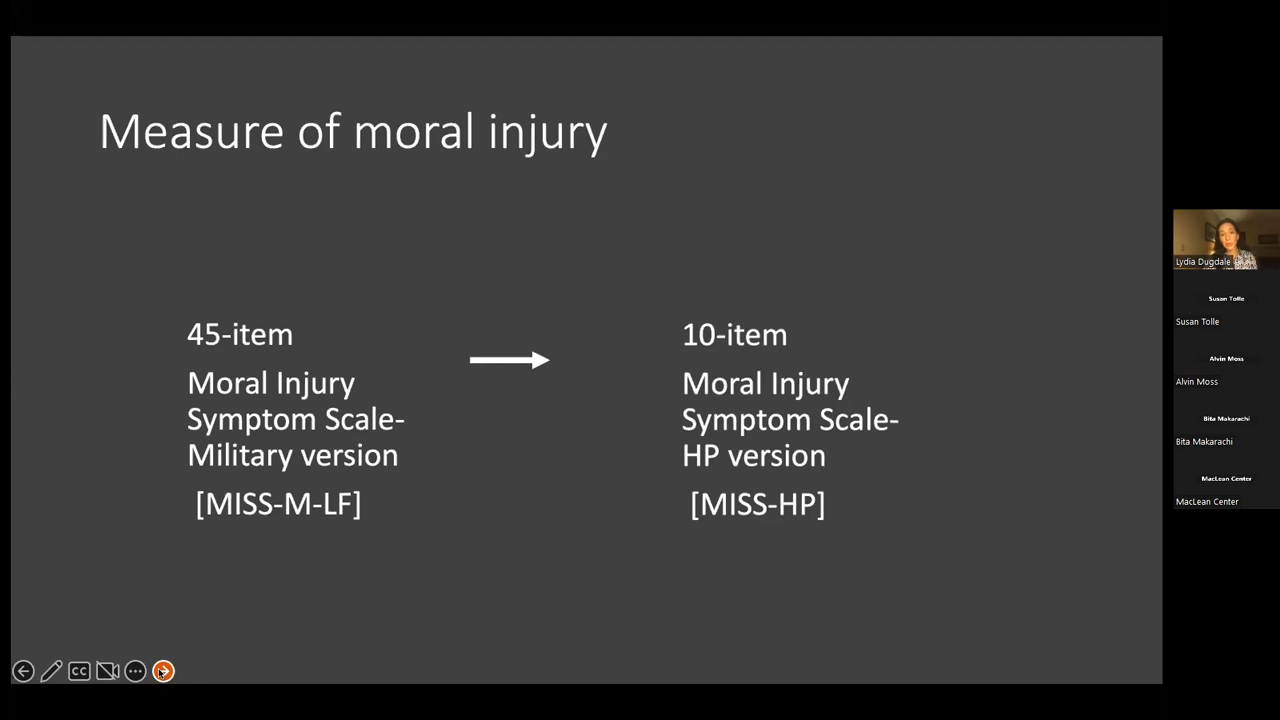 Measure of moral injury
45-item
Moral Injury
Symptom Scale-
Military version
[MISS-M-LF]
10-item
Moral Injury
Symptom Scale-
HP version
[MISS-HP]
Lydia Dugdale
Susan Tolle
Susan Tolle
Alvin Moss
Alvin Moss
Bita Makarachi
Bita Makarachi
MacLean Center
MacLean Center
CC